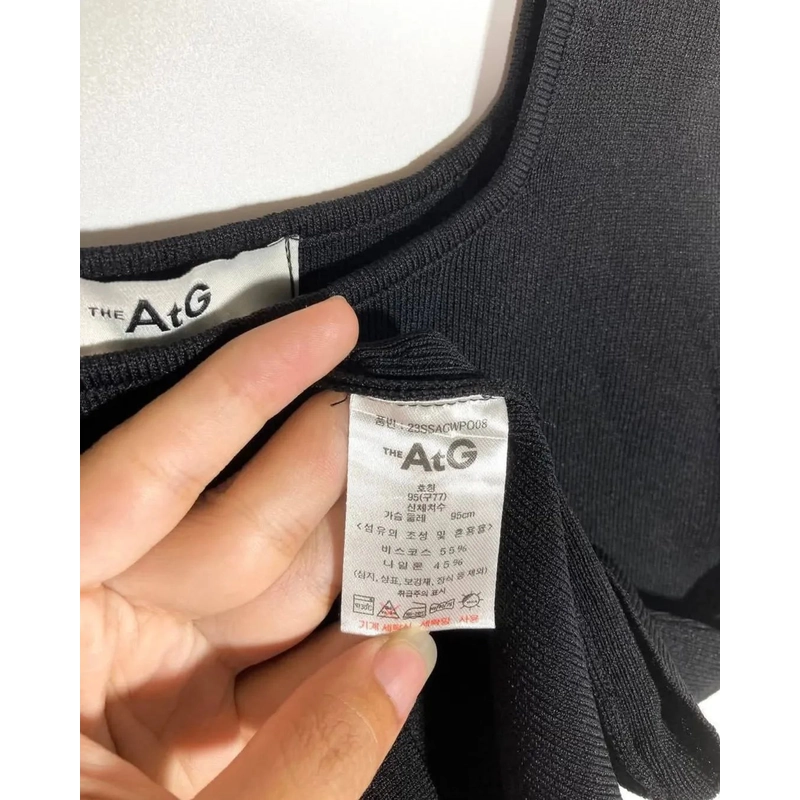 THE AtG
품번 : 23SSAGWPO08
THE AtG
호칭
95(구77)
신체치수
가슴둘레 95cm
<섬유의 조성 및 혼용율>
비스코스 55%
나일론 45%
(심지, 상표, 보강재, 장식 등 제외)
취급주의 표시
기계 세탁시 세탁망 사용